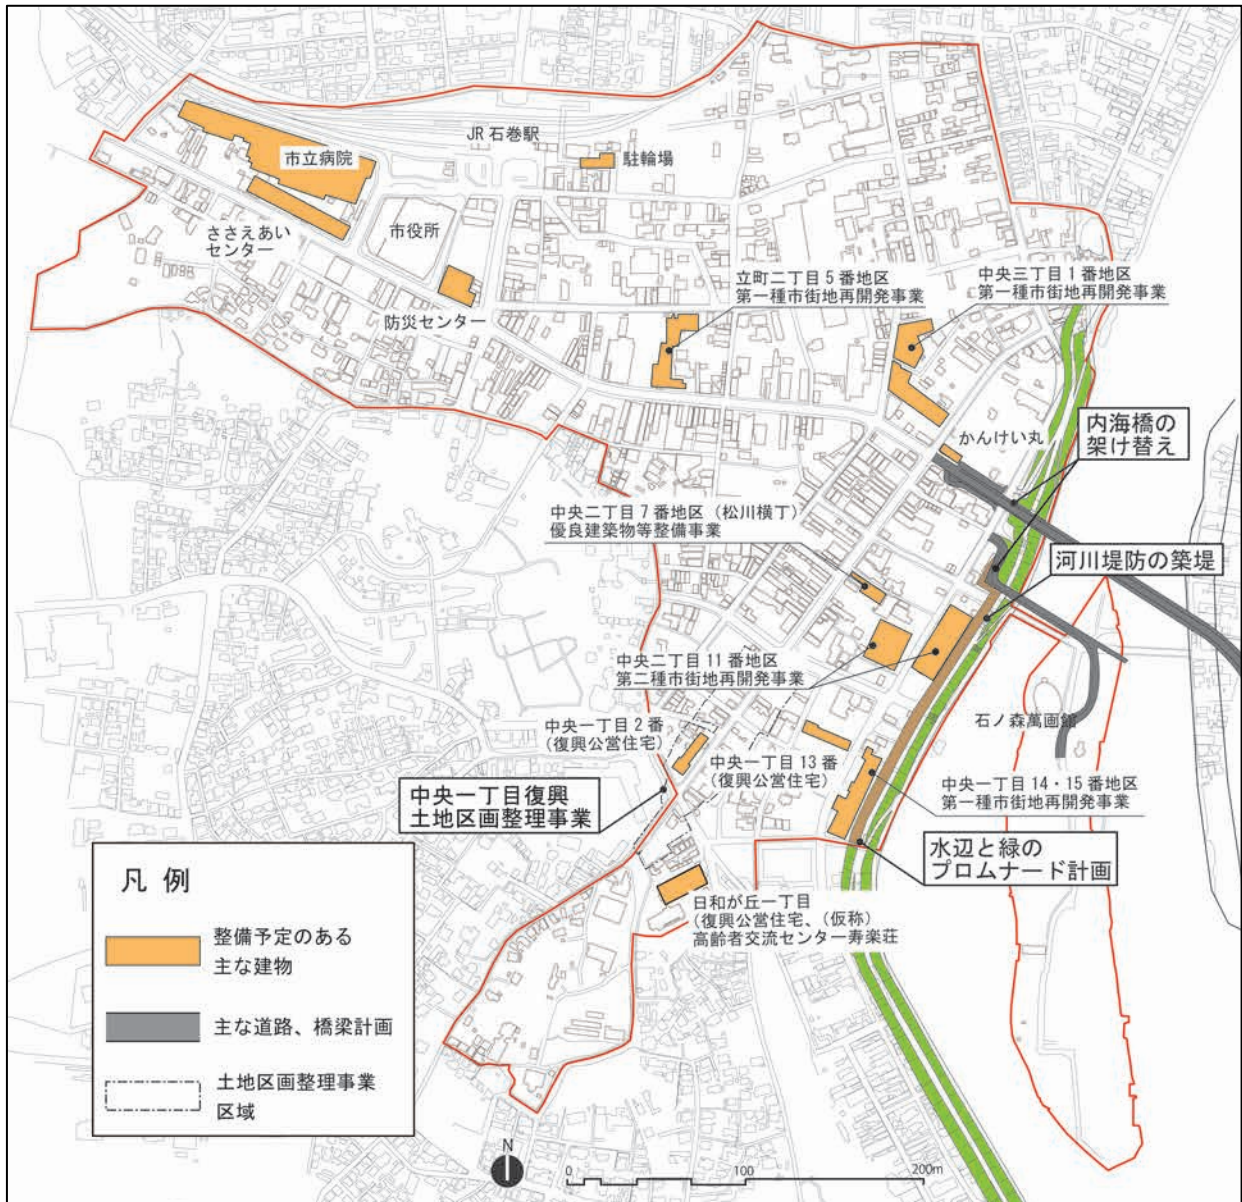 JR 石巻駅
市立病院
駐輪場
ささえあい
センター
市役所
防災センター
立町二丁目 5 番地区
第一種市街地再開発事業
中央三丁目 1 番地区
第一種市街地再開発事業
かんけい丸
内海橋の
架け替え
中央二丁目 7 番地区（松川横丁）
優良建築物等整備事業
河川堤防の築堤
中央二丁目 11 番地区
第二種市街地再開発事業
石ノ森萬画館
中央一丁目 2 番
（復興公営住宅）
中央一丁目 13 番
（復興公営住宅）
中央一丁目復興
土地区画整理事業
中央一丁目 14・15 番地区
第一種市街地再開発事業
水辺と緑の
プロムナード計画
日和が丘一丁目
（復興公営住宅、（仮称）
高齢者交流センター寿楽荘
凡 例
整備予定のある
主な建物
主な道路、橋梁計画
土地区画整理事業
区域
N
0 100 200m